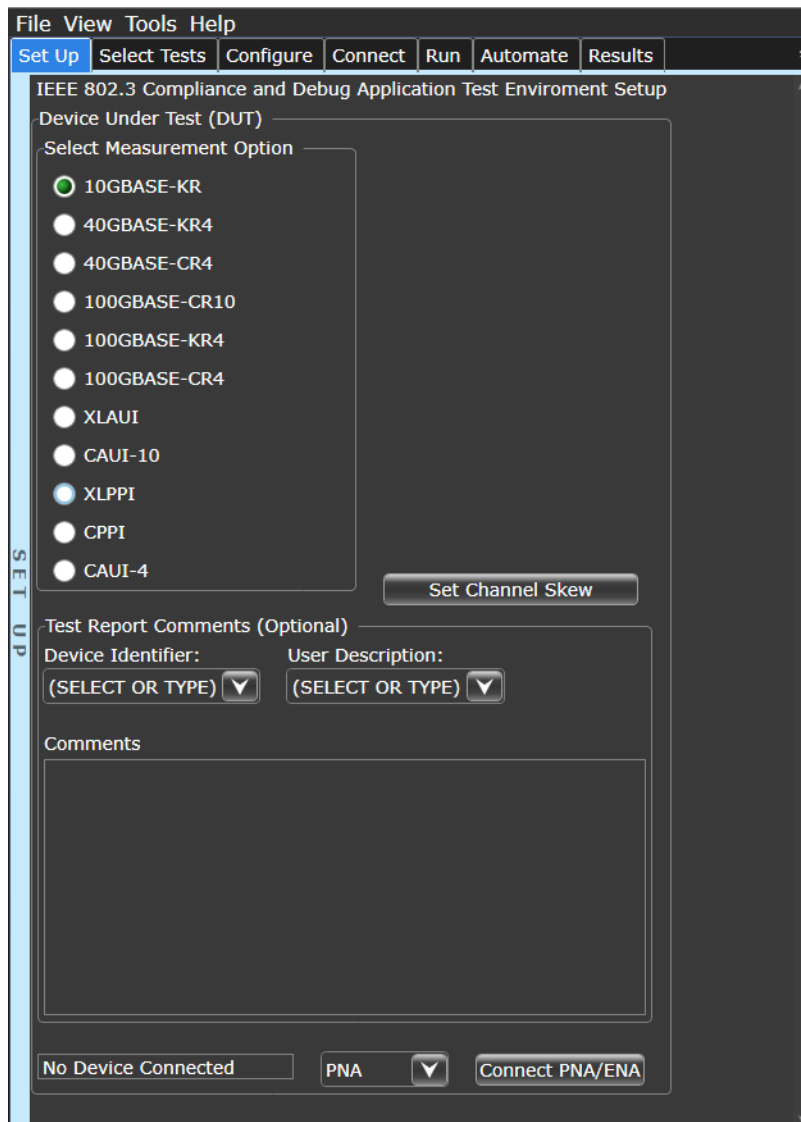 File View Tools Help
Set Up Select Tests Configure Connect Run Automate Results
IEEE 802.3 Compliance and Debug Application Test Enviroment Setup
Device Under Test (DUT)
Select Measurement Option
10GBASE-KR
40GBASE-KR4
40GBASE-CR4
100GBASE-CR10
100GBASE-KR4
100GBASE-CR4
XLAUI
CAUI-10
XLPPI
CPPI
CAUI-4
Set Channel Skew
SET UP
Test Report Comments (Optional)
Device Identifier: User Description:
(SELECT OR TYPE) (SELECT OR TYPE)
Comments
No Device Connected PNA Connect PNA/ENA